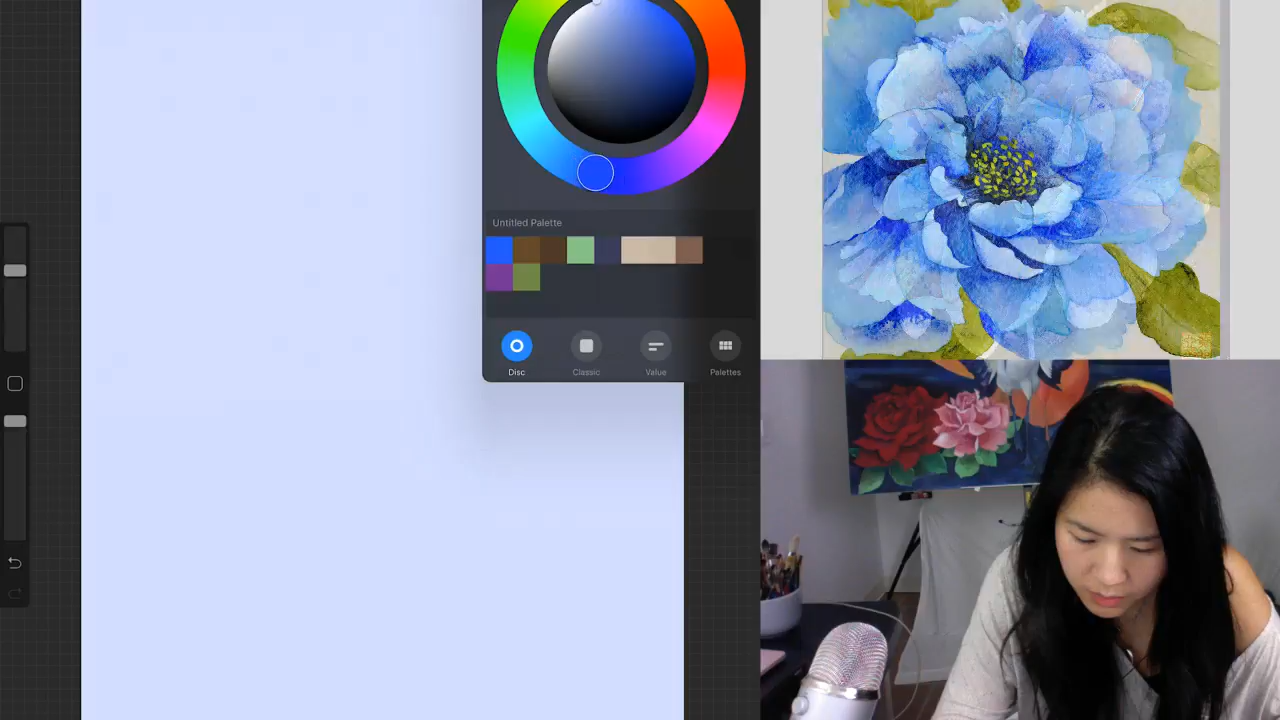 Untitled Palette
Disc
Classic
Value
Palettes